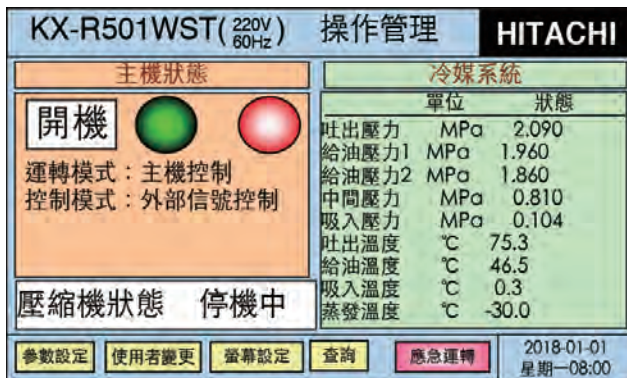 KX-R501WST( 220V 60Hz ) 操作管理 HITACHI
主機狀態
開機
運轉模式：主機控制
控制模式：外部信號控制
壓縮機狀態 停機中
冷媒系統
單位 狀態
吐出壓力 MPa 2.090
給油壓力1 MPa 1.960
給油壓力2 MPa 1.860
中間壓力 MPa 0.810
吸入壓力 MPa 0.104
吐出溫度 ℃ 75.3
給油溫度 ℃ 46.5
吸入溫度 ℃ 0.3
蒸發溫度 ℃ -30.0
參數設定 使用者變更 螢幕設定 查詢 應急運轉
2018-01-01
星期一08:00